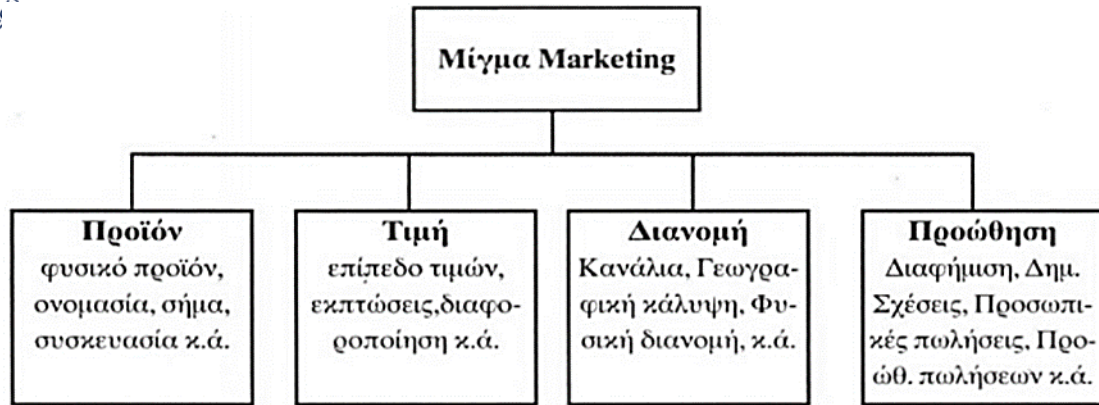 Μίγμα Marketing
Προϊόν
φυσικό προϊόν,
ονομασία, σήμα,
συσκευασία κ.ά.
Τιμή
επίπεδο τιμών,
εκπτώσεις,διαφο-
ροποίηση κ.ά.
Διανομή
Κανάλια, Γεωγρα-
φική κάλυψη, Φυ-
σική διανομή, κ.ά.
Προώθηση
Διαφήμιση, Δημ.
Σχέσεις, Προσωπι-
κές πωλήσεις, Προ-
ώθ. πωλήσεων κ.ά.